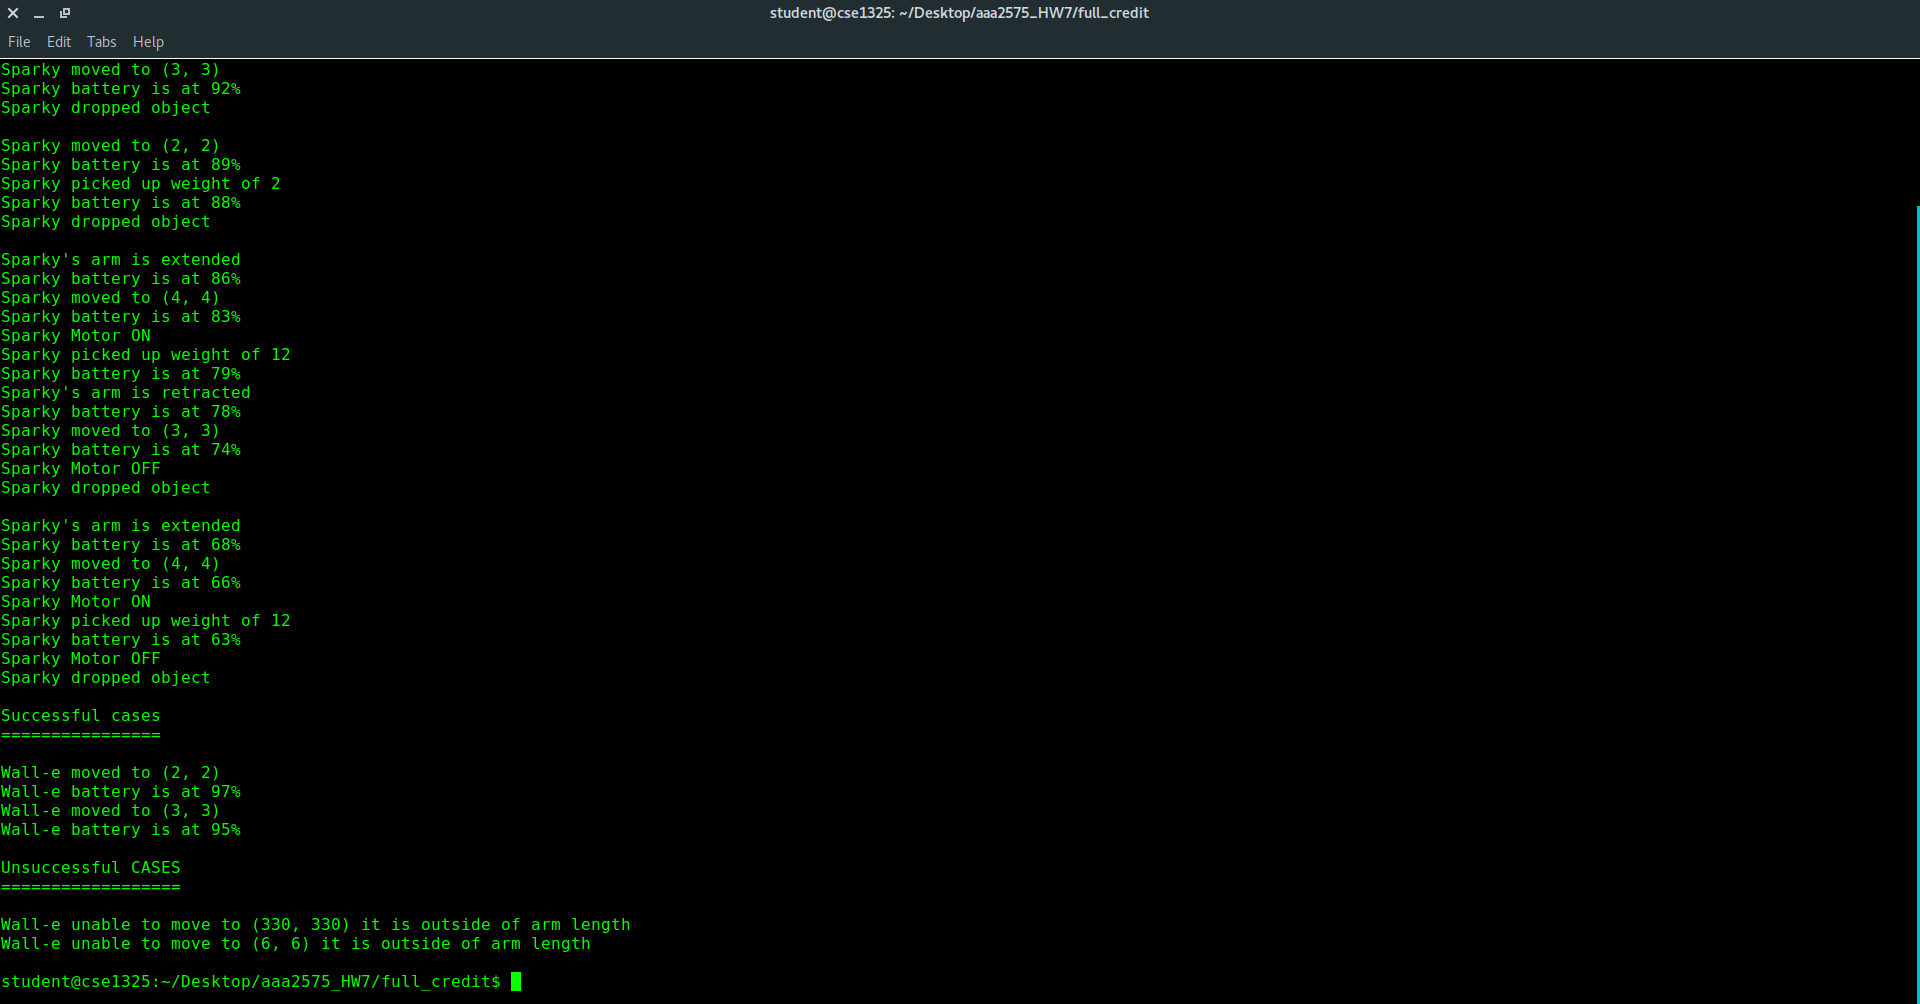 student@cse1325: ~/Desktop/aaa2575_HW7/full_credit
File Edit Tabs Help
Sparky moved to (3, 3)
Sparky battery is at 92%
Sparky dropped object
Sparky moved to (2, 2)
Sparky battery is at 89%
Sparky picked up weight of 2
Sparky battery is at 88%
Sparky dropped object
Sparky's arm is extended
Sparky battery is at 86%
Sparky moved to (4, 4)
Sparky battery is at 83%
Sparky Motor ON
Sparky picked up weight of 12
Sparky battery is at 79%
Sparky's arm is retracted
Sparky battery is at 78%
Sparky moved to (3, 3)
Sparky battery is at 74%
Sparky Motor OFF
Sparky dropped object
Sparky's arm is extended
Sparky battery is at 68%
Sparky moved to (4, 4)
Sparky battery is at 66%
Sparky Motor ON
Sparky picked up weight of 12
Sparky battery is at 63%
Sparky Motor OFF
Sparky dropped object
Successful cases
================
Wall-e moved to (2, 2)
Wall-e battery is at 97%
Wall-e moved to (3, 3)
Wall-e battery is at 95%
Unsuccessful CASES
==================
Wall-e unable to move to (330, 330) it is outside of arm length
Wall-e unable to move to (6, 6) it is outside of arm length
student@cse1325:~/Desktop/aaa2575_HW7/full_credit$